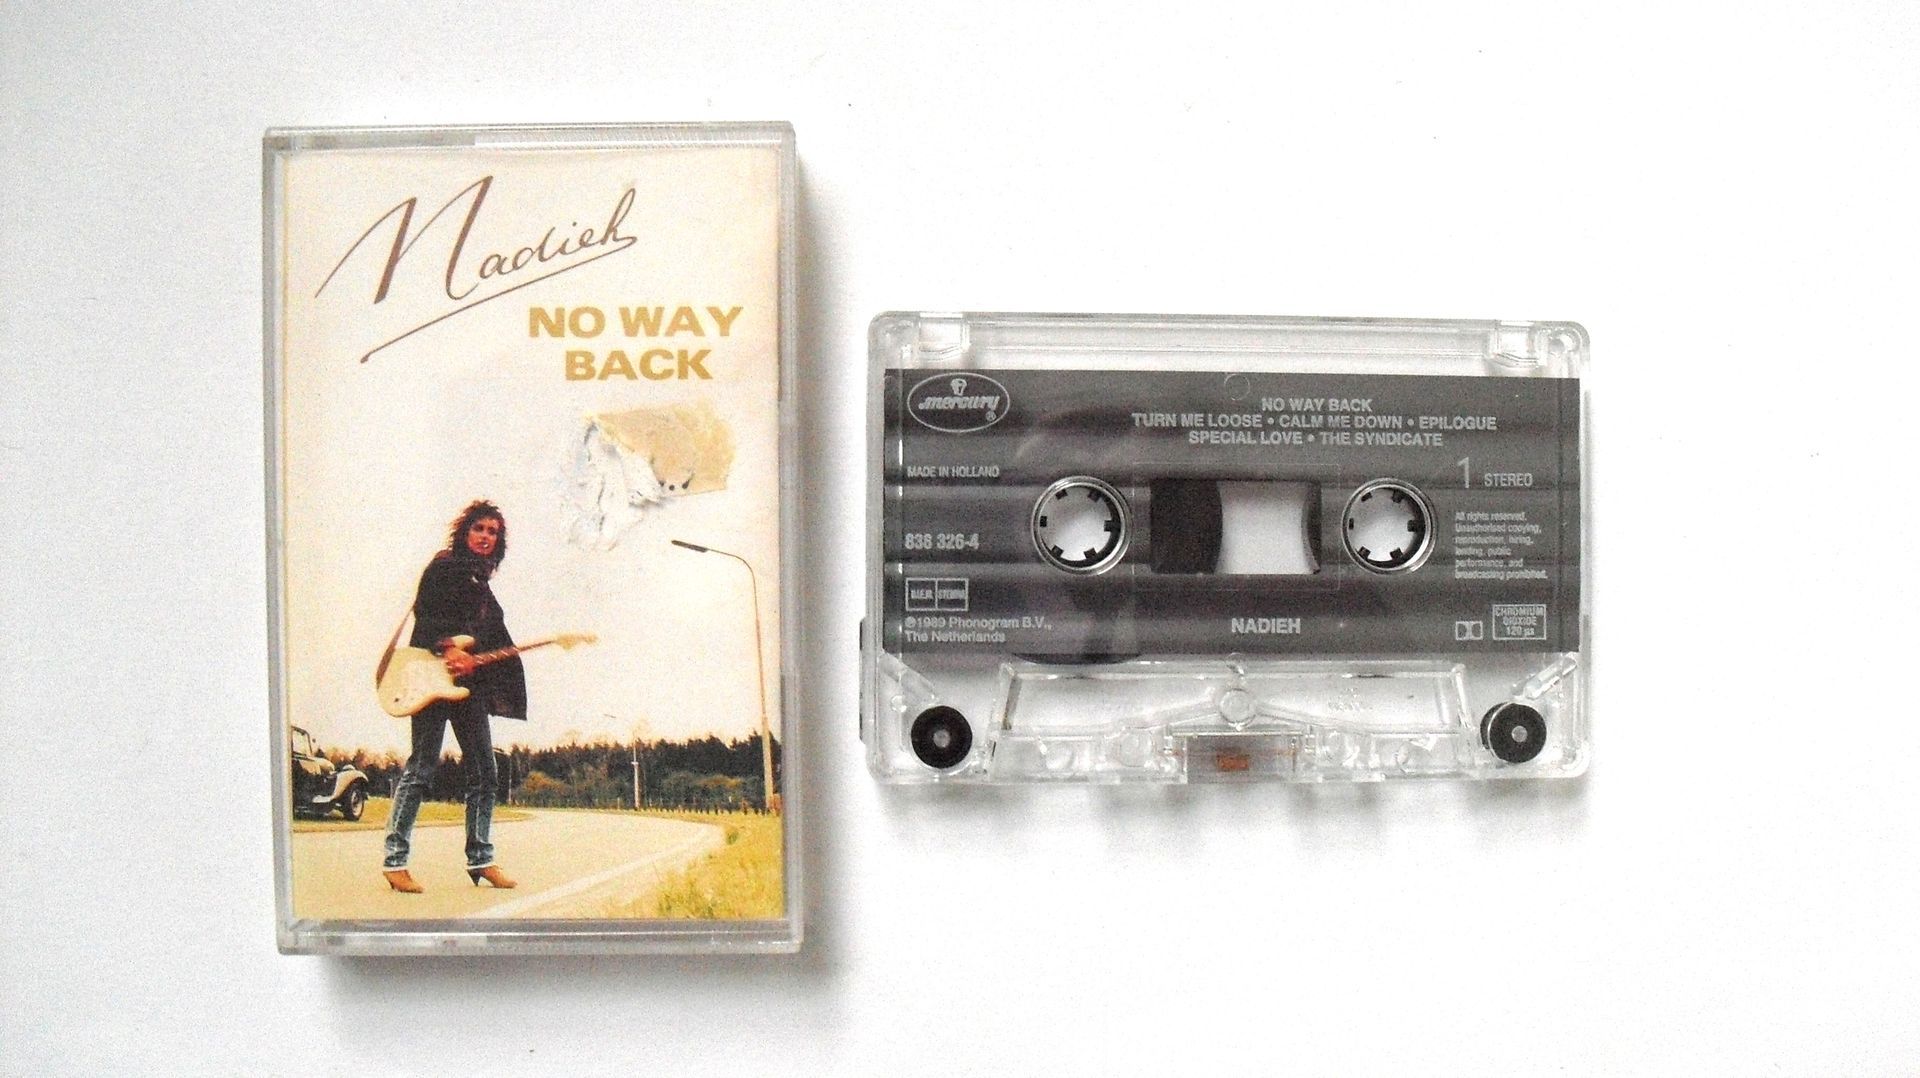 Nadieh
NO WAY
BACK
mercury
®
NO WAY BACK
TURN ME LOOSE • CALM ME DOWN • EPILOGUE
SPECIAL LOVE • THE SYNDICATE
MADE IN HOLLAND
1 STEREO
838 326-4
All rights reserved.
Unauthorised copying,
reproduction, hiring,
lending, public
performance, and
broadcasting prohibited.
STEMRA
℗1989 Phonogram B.V.,
The Netherlands
NADIEH
CHROMIUM
DIOXIDE
120 µs